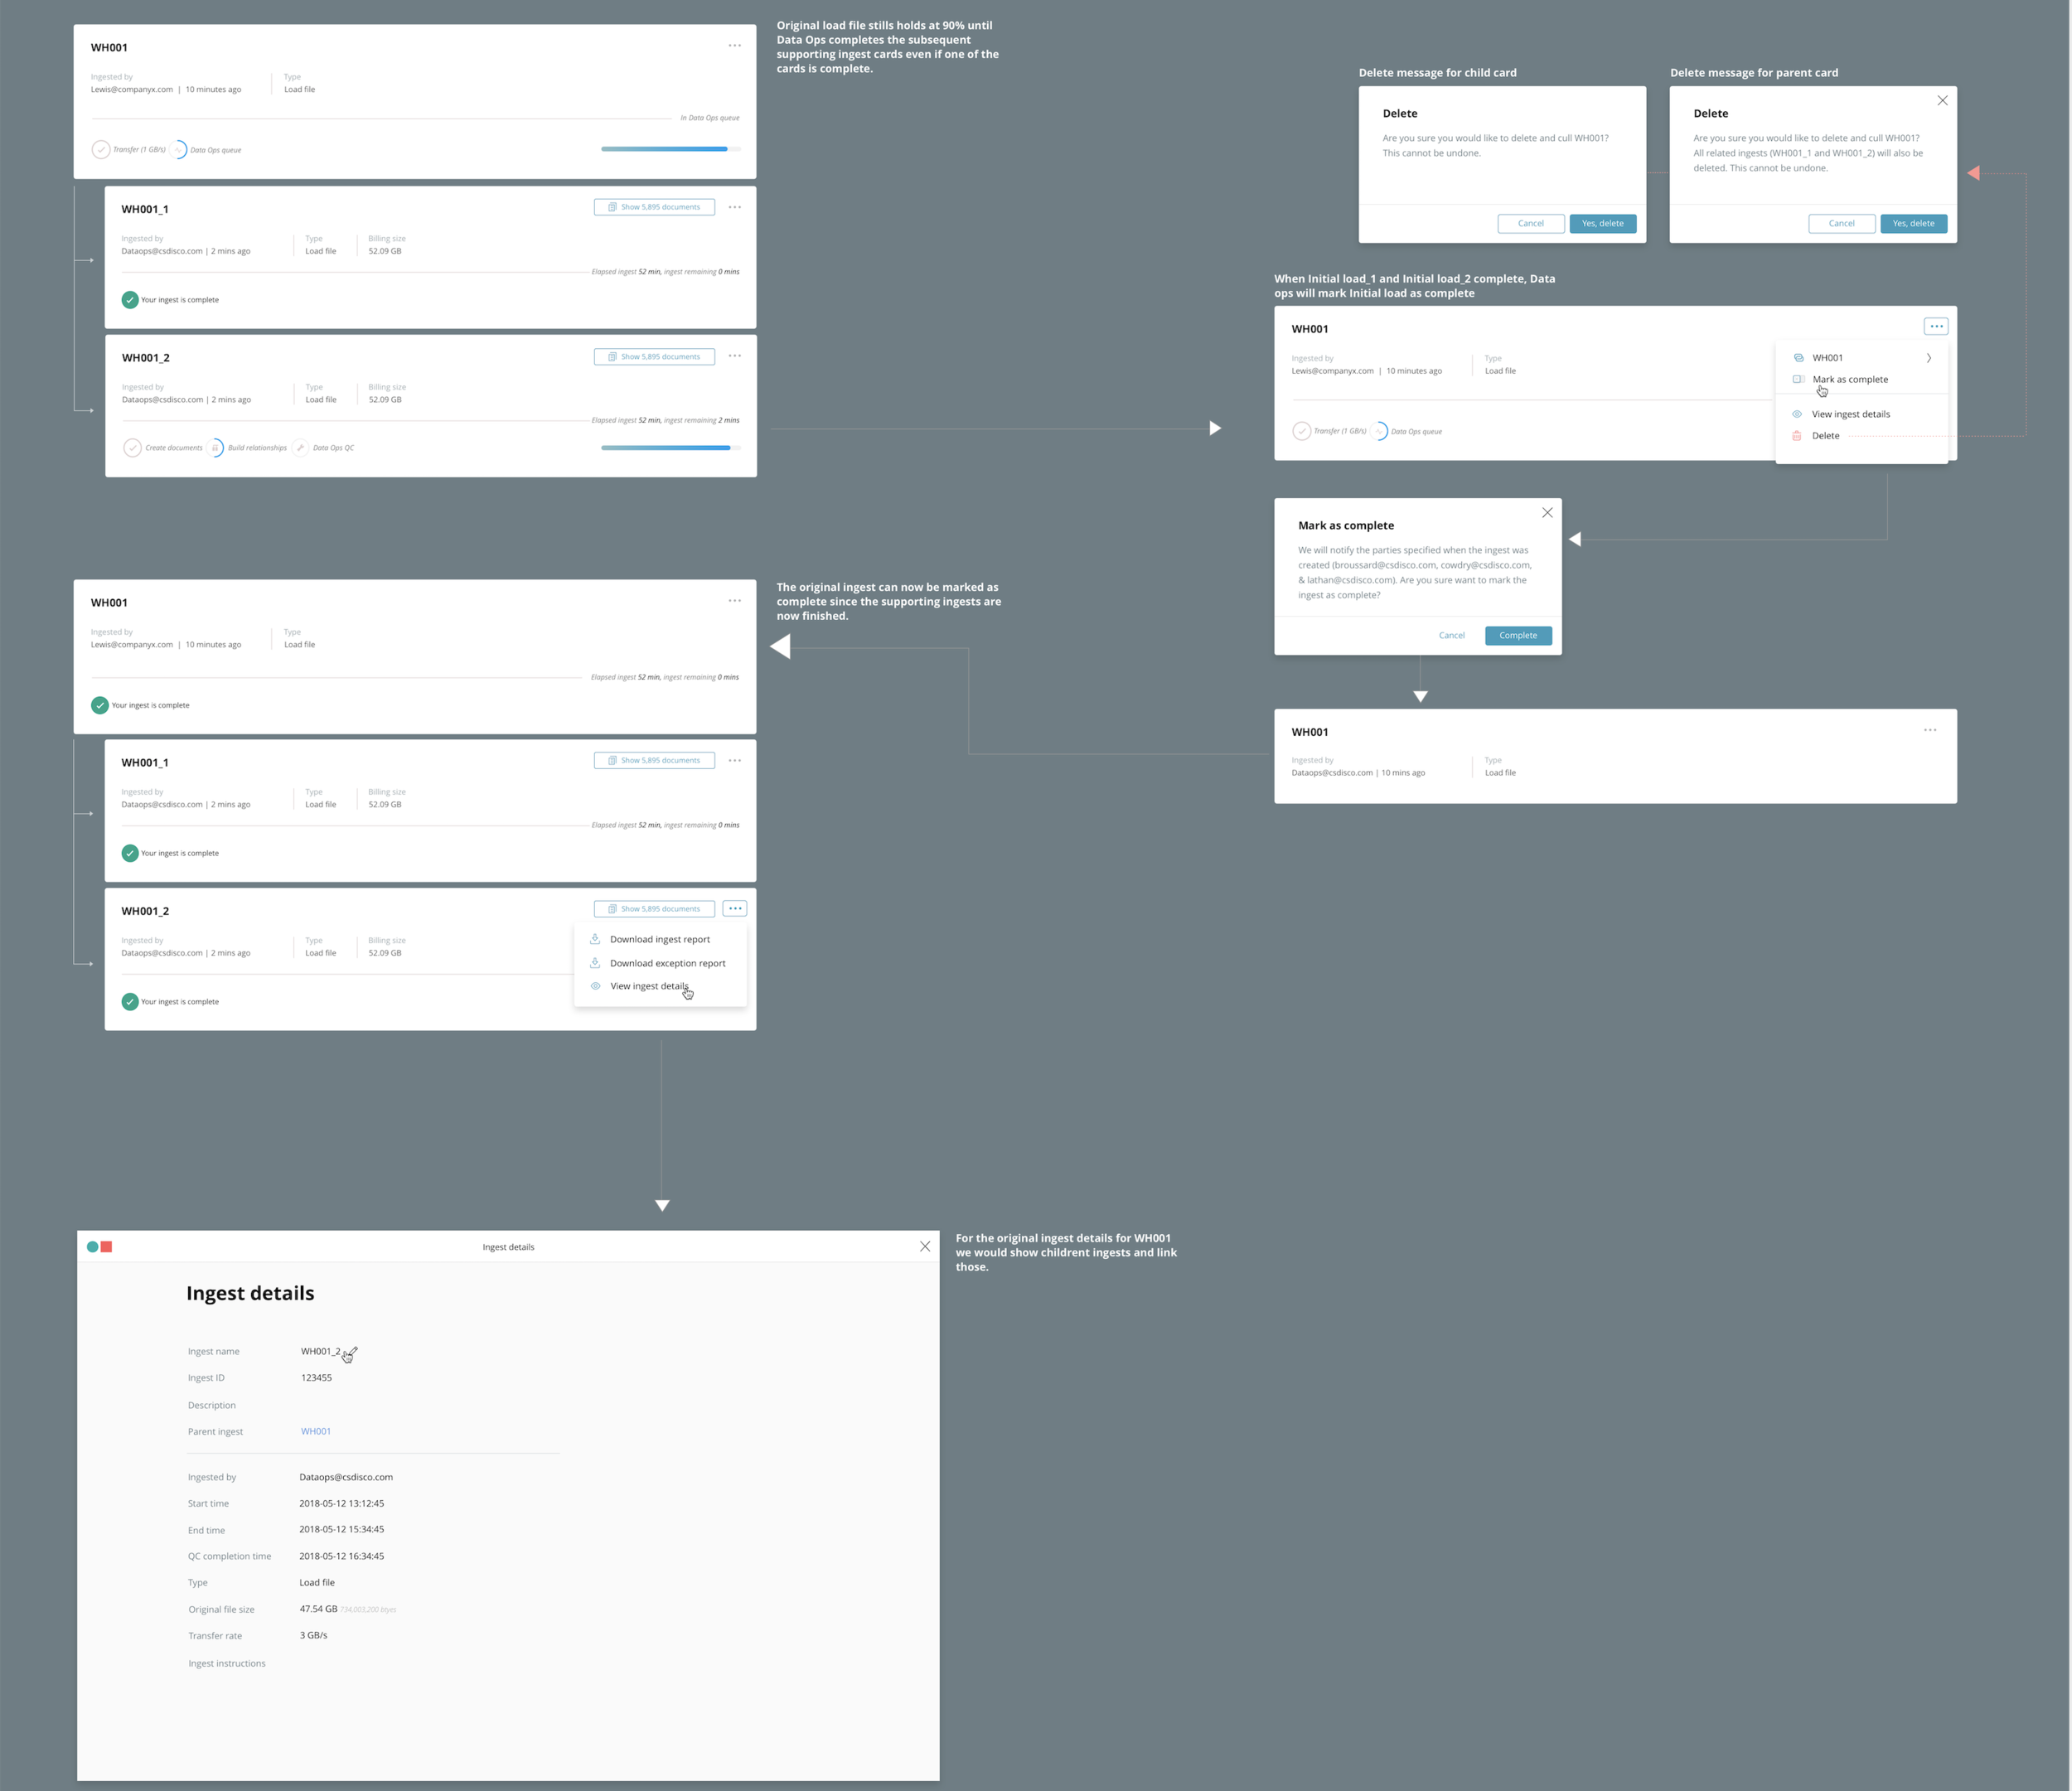 Original load file stills holds at 90% until
Data Ops completes the subsequent
supporting ingest cards even if one of the
cards is complete.
WH001
Ingested by
Lewis@companyx.com | 10 minutes ago
Type
Load file
In Data Ops queue
Transfer (1 GB/s)
Data Ops queue
WH001_1
Show 5,895 documents
Ingested by
Dataops@csdisco.com | 2 mins ago
Type
Load file
Billing size
52.09 GB
Elapsed ingest 52 min, ingest remaining 0 mins
Your ingest is complete
WH001_2
Show 5,895 documents
Ingested by
Dataops@csdisco.com | 2 mins ago
Type
Load file
Billing size
52.09 GB
Elapsed ingest 52 min, ingest remaining 2 mins
Create documents
Build relationships
Data Ops QC
Delete message for child card
Delete
Are you sure you would like to delete and cull WH001?
This cannot be undone.
Cancel
Yes, delete
Delete message for parent card
Delete
Are you sure you would like to delete and cull WH001?
All related ingests (WH001_1 and WH001_2) will also be
deleted. This cannot be undone.
Cancel
Yes, delete
When Initial load_1 and Initial load_2 complete, Data
ops will mark Initial load as complete
WH001
Ingested by
Lewis@companyx.com | 10 minutes ago
Type
Load file
Transfer (1 GB/s)
Data Ops queue
WH001
Mark as complete
View ingest details
Delete
Mark as complete
We will notify the parties specified when the ingest was
created (broussard@csdisco.com, cowdry@csdisco.com,
& lathan@csdisco.com). Are you sure want to mark the
ingest as complete?
Cancel
Complete
WH001
Ingested by
Dataops@csdisco.com | 10 mins ago
Type
Load file
The original ingest can now be marked as
complete since the supporting ingests are
now finished.
WH001
Ingested by
Lewis@companyx.com | 10 minutes ago
Type
Load file
Elapsed ingest 52 min, ingest remaining 0 mins
Your ingest is complete
WH001_1
Show 5,895 documents
Ingested by
Dataops@csdisco.com | 2 mins ago
Type
Load file
Billing size
52.09 GB
Elapsed ingest 52 min, ingest remaining 0 mins
Your ingest is complete
WH001_2
Show 5,895 documents
Ingested by
Dataops@csdisco.com | 2 mins ago
Type
Load file
Billing size
52.09 GB
Your ingest is complete
Download ingest report
Download exception report
View ingest details
For the original ingest details for WH001
we would show childrent ingests and link
those.
Ingest details
Ingest details
Ingest name WH001_2
Ingest ID 123455
Description
Parent ingest WH001
Ingested by Dataops@csdisco.com
Start time 2018-05-12 13:12:45
End time 2018-05-12 15:34:45
QC completion time 2018-05-12 16:34:45
Type Load file
Original file size 47.54 GB 734,003,200 btyes
Transfer rate 3 GB/s
Ingest instructions